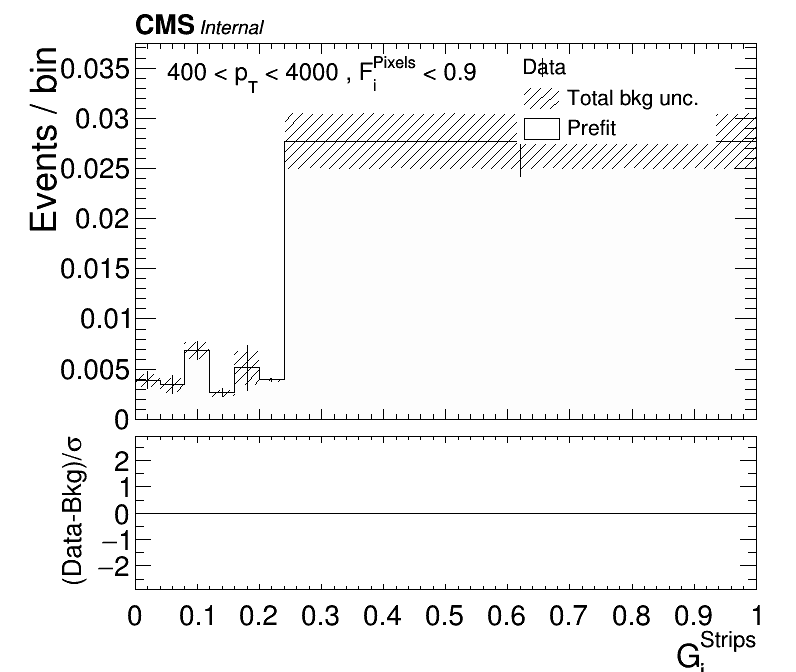 CMS Internal
Events / bin
400 < p_T < 4000 , F_i^Pixels < 0.9
Data
Total bkg unc.
Prefit
0.035
0.03
0.025
0.02
0.015
0.01
0.005
0
(Data-Bkg)/σ
2
1
0
−1
−2
0 0.1 0.2 0.3 0.4 0.5 0.6 0.7 0.8 0.9 1
G_i^Strips